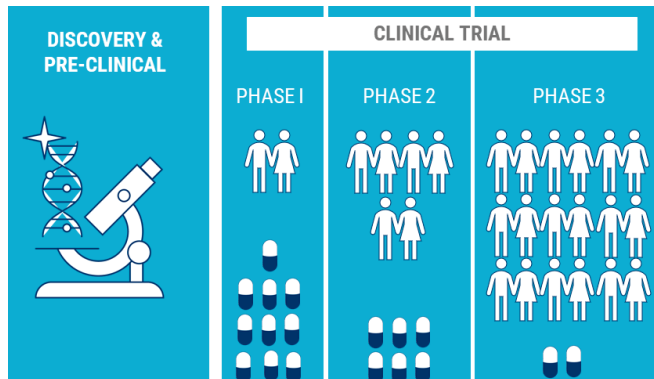 DISCOVERY &
PRE-CLINICAL
CLINICAL TRIAL
PHASE I
PHASE 2
PHASE 3